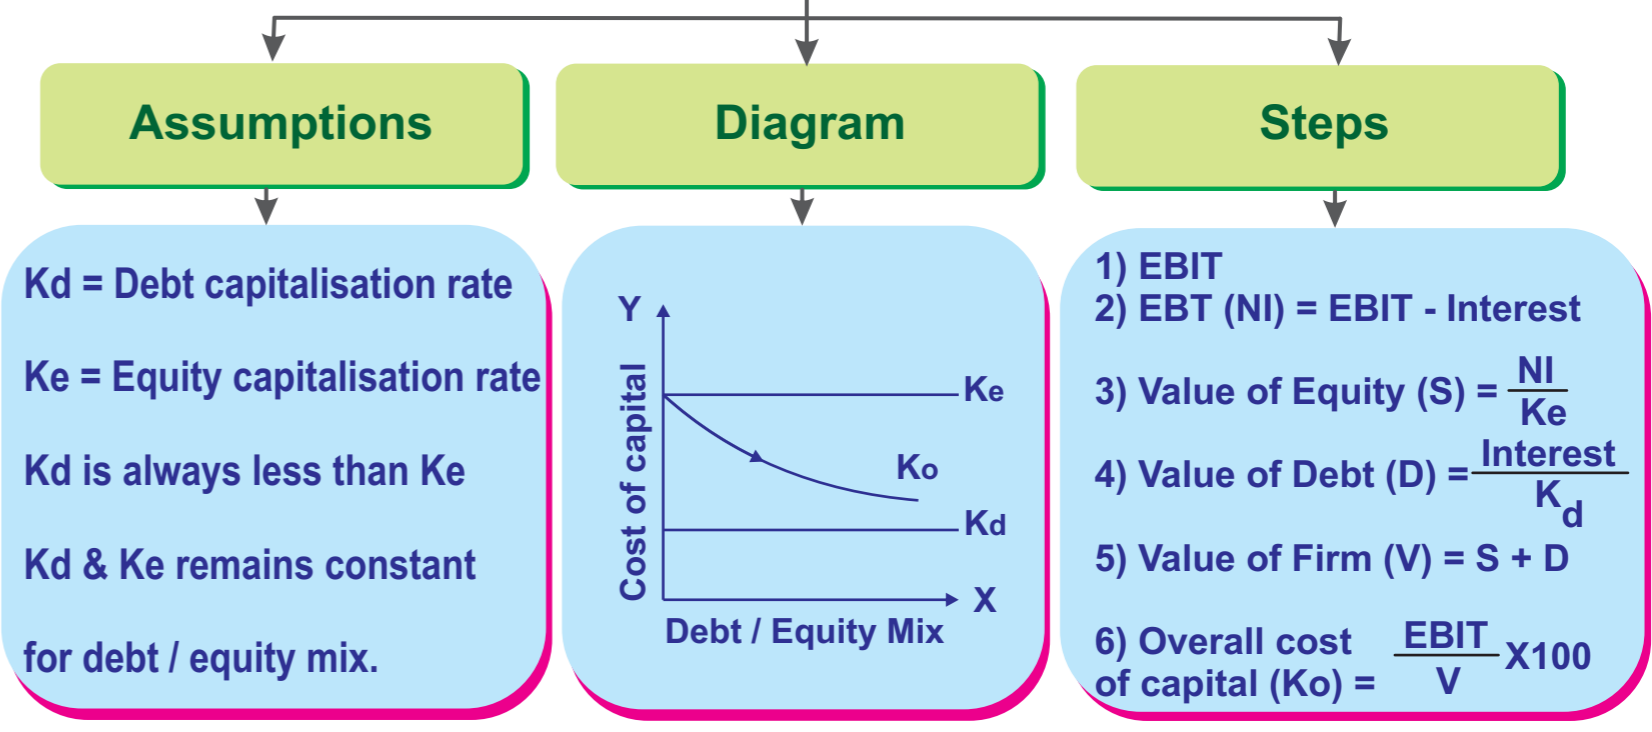 Assumptions
Kd = Debt capitalisation rate
Ke = Equity capitalisation rate
Kd is always less than Ke
Kd & Ke remains constant
for debt / equity mix.
Diagram
Y
Cost of capital
Ke
Ko
Kd
X
Debt / Equity Mix
Steps
1) EBIT
2) EBT (NI) = EBIT - Interest
3) Value of Equity (S) = NI / Ke
4) Value of Debt (D) = Interest / Kd
5) Value of Firm (V) = S + D
6) Overall cost
of capital (Ko) = EBIT / V X100